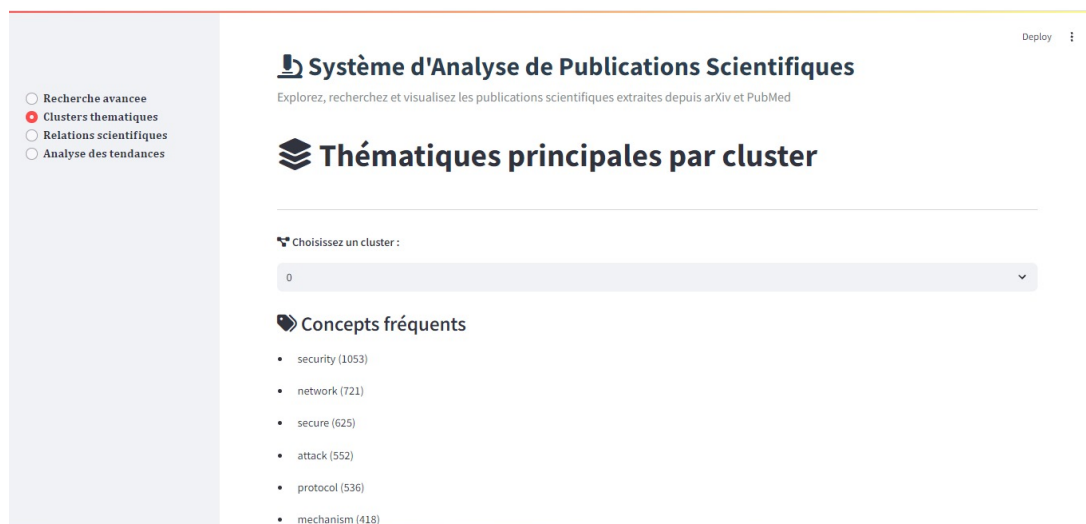 Deploy
Recherche avancee
Clusters thematiques
Relations scientifiques
Analyse des tendances
Système d'Analyse de Publications Scientifiques
Explorez, recherchez et visualisez les publications scientifiques extraites depuis arXiv et PubMed
Thématiques principales par cluster
Choisissez un cluster :
0
Concepts fréquents
security (1053)
network (721)
secure (625)
attack (552)
protocol (536)
mechanism (418)